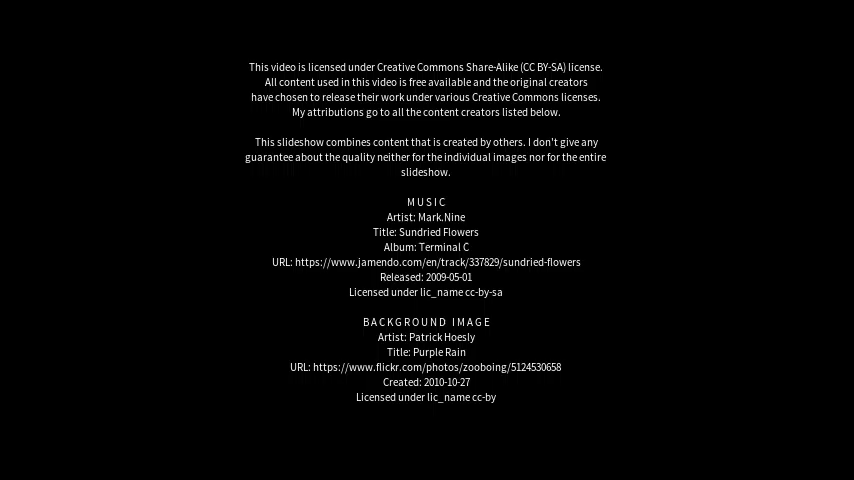 This video is licensed under Creative Commons Share-Alike (CC BY-SA) license.
All content used in this video is free available and the original creators
have chosen to release their work under various Creative Commons licenses.
My attributions go to all the content creators listed below.
This slideshow combines content that is created by others. I don't give any
guarantee about the quality neither for the individual images nor for the entire
slideshow.
MUSIC
Artist: Mark.Nine
Title: Sundried Flowers
Album: Terminal C
URL: https://www.jamendo.com/en/track/337829/sundried-flowers
Released: 2009-05-01
Licensed under lic_name cc-by-sa
BACKGROUND IMAGE
Artist: Patrick Hoesly
Title: Purple Rain
URL: https://www.flickr.com/photos/zooboing/5124530658
Created: 2010-10-27
Licensed under lic_name cc-by